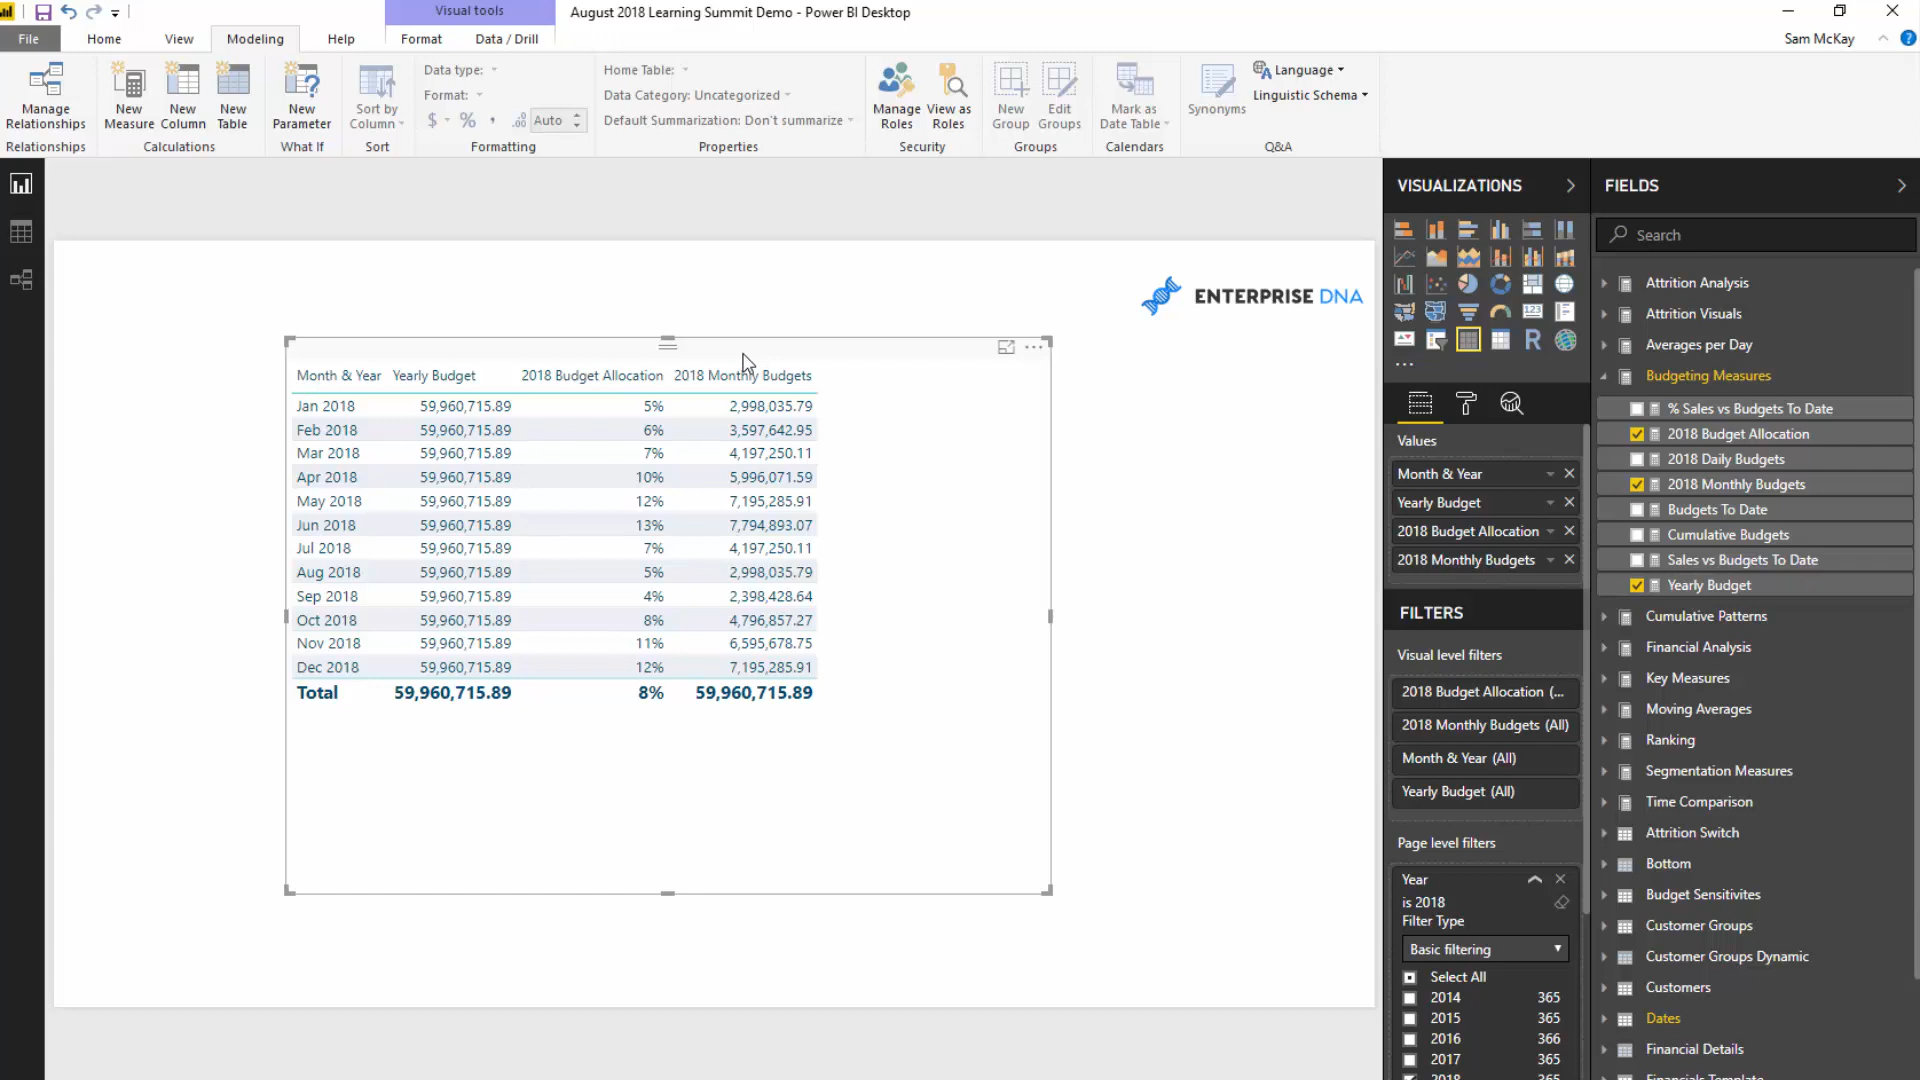 Visual tools
August 2018 Learning Summit Demo - Power BI Desktop
File Home View Modeling Help Format Data / Drill
Sam McKay
Manage Relationships
Relationships
New Measure
New Column
New Table
Calculations
New Parameter
What If
Sort by Column
Sort
Data type:
Format:
$ % , .00 Auto
Formatting
Home Table:
Data Category: Uncategorized
Default Summarization: Don't summarize
Properties
Manage Roles
View as Roles
Security
New Group
Edit Groups
Groups
Mark as Date Table
Calendars
Synonyms
Language
Linguistic Schema
Q&A
ENTERPRISE DNA
Month & Year Yearly Budget 2018 Budget Allocation 2018 Monthly Budgets
Jan 2018 59,960,715.89 5% 2,998,035.79
Feb 2018 59,960,715.89 6% 3,597,642.95
Mar 2018 59,960,715.89 7% 4,197,250.11
Apr 2018 59,960,715.89 10% 5,996,071.59
May 2018 59,960,715.89 12% 7,195,285.91
Jun 2018 59,960,715.89 13% 7,794,893.07
Jul 2018 59,960,715.89 7% 4,197,250.11
Aug 2018 59,960,715.89 5% 2,998,035.79
Sep 2018 59,960,715.89 4% 2,398,428.64
Oct 2018 59,960,715.89 8% 4,796,857.27
Nov 2018 59,960,715.89 11% 6,595,678.75
Dec 2018 59,960,715.89 12% 7,195,285.91
Total 59,960,715.89 8% 59,960,715.89
VISUALIZATIONS
123
R
Values
Month & Year
Yearly Budget
2018 Budget Allocation
2018 Monthly Budgets
FILTERS
Visual level filters
2018 Budget Allocation (...
2018 Monthly Budgets (All)
Month & Year (All)
Yearly Budget (All)
Page level filters
Year
is 2018
Filter Type
Basic filtering
Select All
2014 365
2015 365
2016 366
2017 365
2018 365
FIELDS
Search
Attrition Analysis
Attrition Visuals
Averages per Day
Budgeting Measures
% Sales vs Budgets To Date
2018 Budget Allocation
2018 Daily Budgets
2018 Monthly Budgets
Budgets To Date
Cumulative Budgets
Sales vs Budgets To Date
Yearly Budget
Cumulative Patterns
Financial Analysis
Key Measures
Moving Averages
Ranking
Segmentation Measures
Time Comparison
Attrition Switch
Bottom
Budget Sensitivites
Customer Groups
Customer Groups Dynamic
Customers
Dates
Financial Details
Financials Template